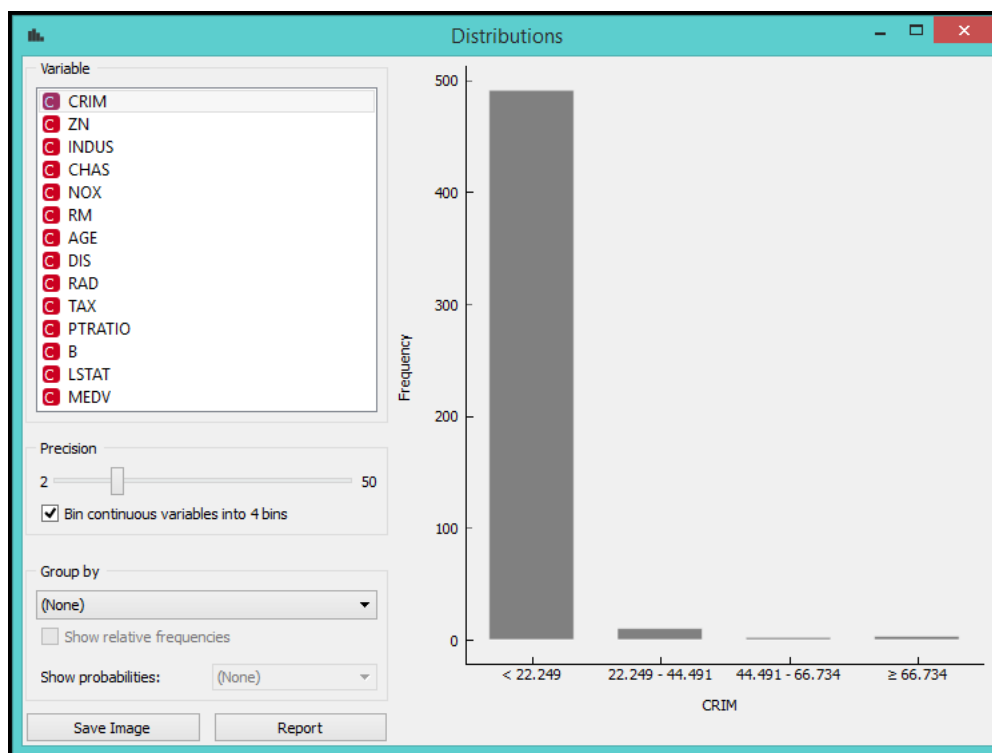 Distributions
Variable
C CRIM
C ZN
C INDUS
C CHAS
C NOX
C RM
C AGE
C DIS
C RAD
C TAX
C PTRATIO
C B
C LSTAT
C MEDV
Precision
2 50
Bin continuous variables into 4 bins
Group by
(None)
Show relative frequencies
Show probabilities: (None)
Save Image Report
Frequency
500
400
300
200
100
0
< 22.249 22.249 - 44.491 44.491 - 66.734 ≥ 66.734
CRIM